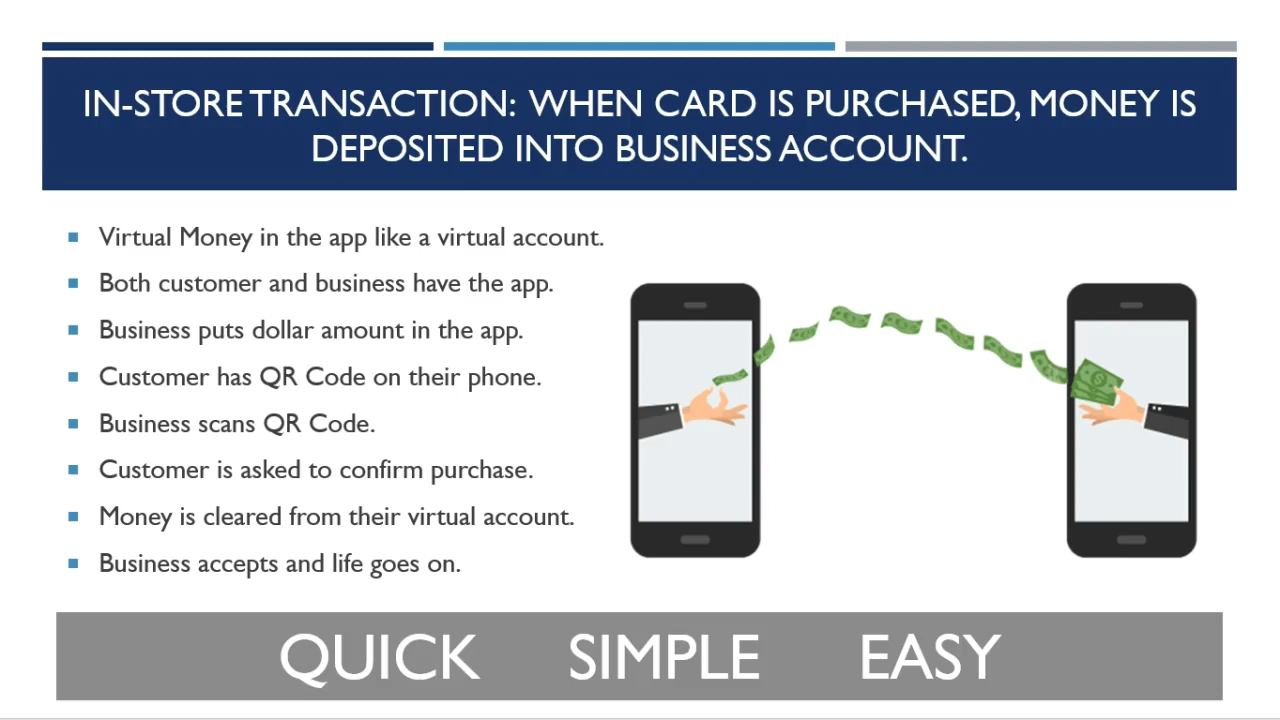 IN-STORE TRANSACTION: WHEN CARD IS PURCHASED, MONEY IS
DEPOSITED INTO BUSINESS ACCOUNT.
Virtual Money in the app like a virtual account.
Both customer and business have the app.
Business puts dollar amount in the app.
Customer has QR Code on their phone.
Business scans QR Code.
Customer is asked to confirm purchase.
Money is cleared from their virtual account.
Business accepts and life goes on.
QUICK SIMPLE EASY